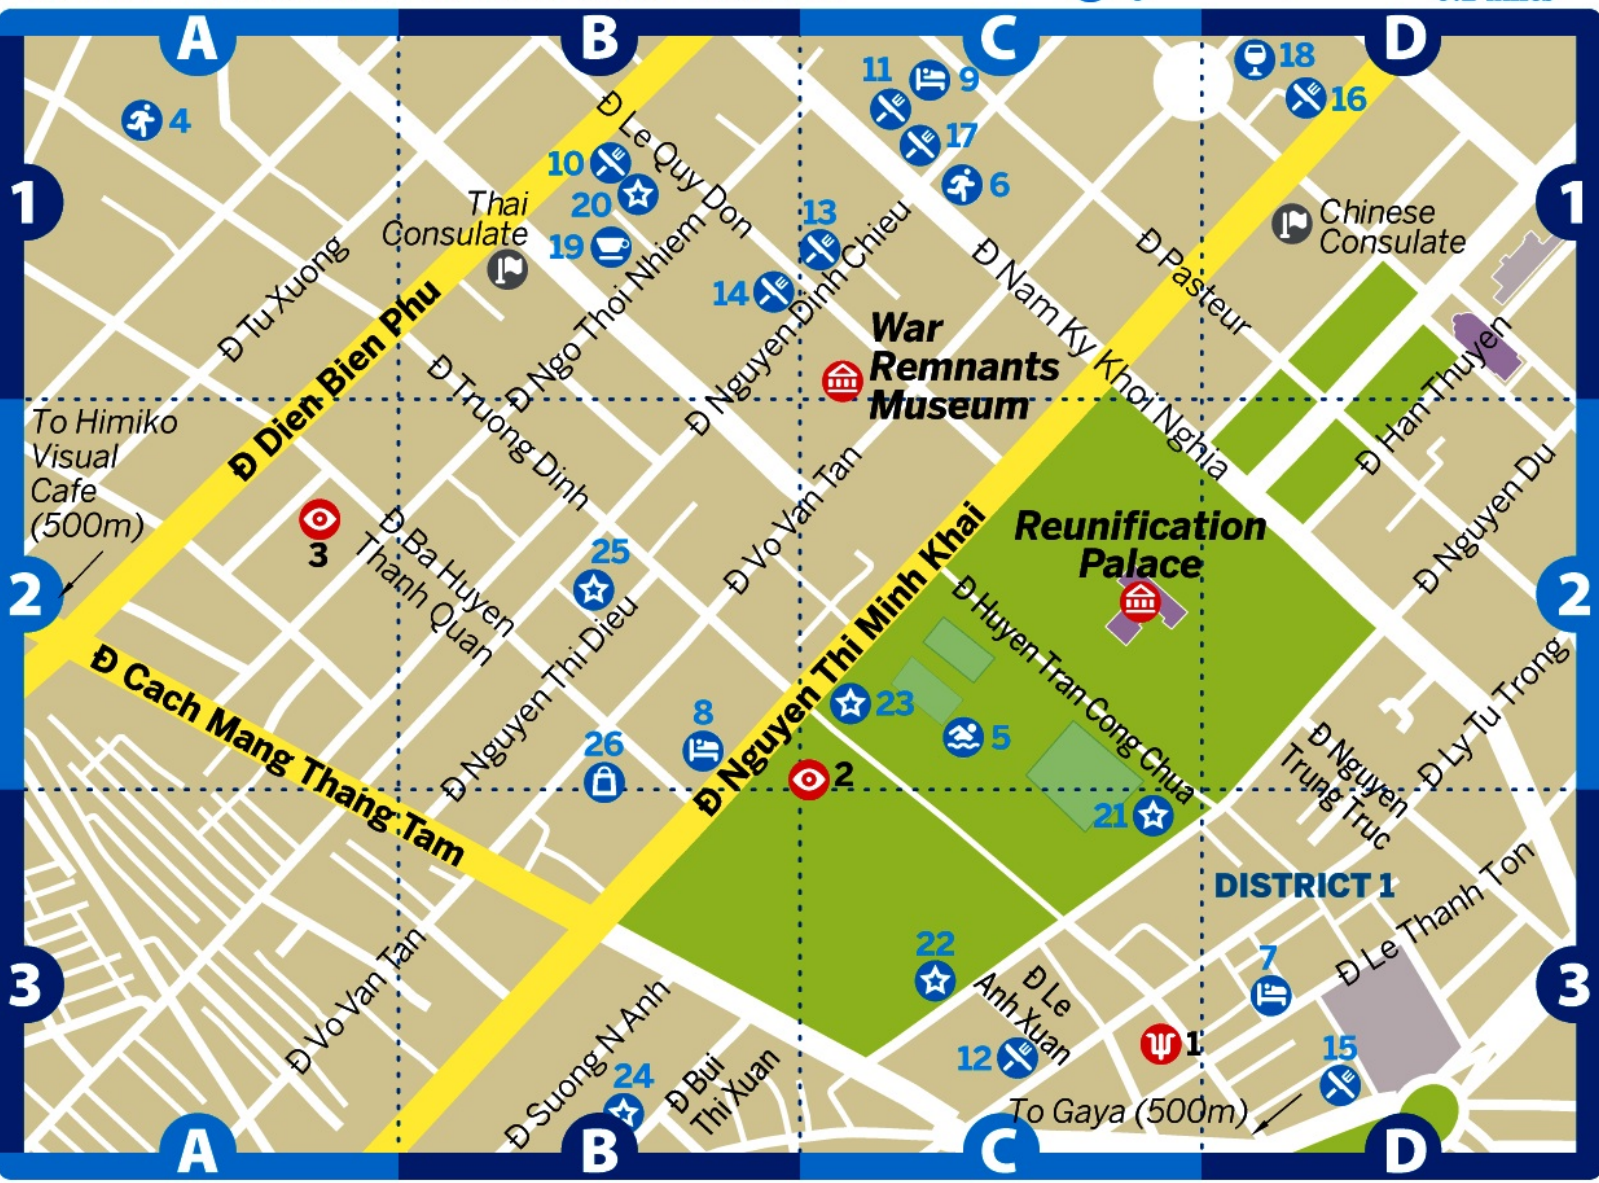 A
B
C
D
1
1
2
2
3
3
A
B
C
D
4
Đ Le Quy Don
10
20
19
Thai
Consulate
11
9
17
6
13
14
18
16
Chinese
Consulate
Đ Tu Xuong
Đ Dien Bien Phu
Đ Ngo Thoi Nhiem
Đ Nguyen Dinh Chieu
Đ Nam Ky Khoi Nghia
Đ Pasteur
Đ Truong Dinh
War
Remnants
Museum
Đ Han Thuyen
To Himiko
Visual
Cafe
(500m)
3
Đ Ba Huyen
Thanh Quan
25
Đ Vo Van Tan
Đ Nguyen Thi Minh Khai
Reunification
Palace
Đ Nguyen Du
Đ Huyen Tran Cong Chua
Đ Cach Mang Thang Tam
Đ Nguyen Thi Dieu
8
26
23
5
2
21
Đ Nguyen
Trung Truc
Đ Ly Tu Trong
DISTRICT 1
Đ Le Thanh Ton
Đ Vo Van Tan
22
Đ Le
Anh Xuan
7
12
1
15
Đ Suong N Anh
24
Đ Bui
Thi Xuan
To Gaya (500m)